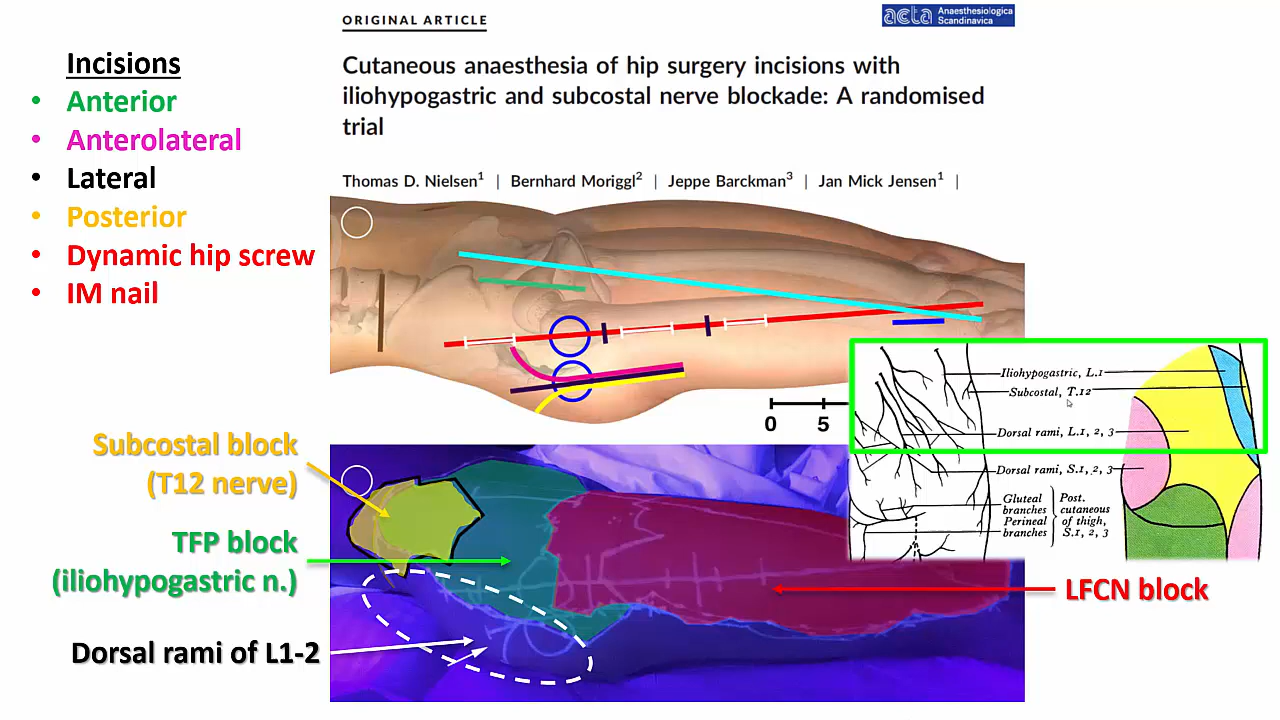 ORIGINAL ARTICLE
acta Anaesthesiologica
Scandinavica
Incisions
• Anterior
• Anterolateral
• Lateral
• Posterior
• Dynamic hip screw
• IM nail
Cutaneous anaesthesia of hip surgery incisions with
iliohypogastric and subcostal nerve blockade: A randomised
trial
Thomas D. Nielsen1 | Bernhard Moriggl2 | Jeppe Barckman3 | Jan Mick Jensen1 |
0 5
Iliohypogastric, L.1
Subcostal, T.12
Dorsal rami, L.1, 2, 3
Dorsal rami, S.1, 2, 3
Gluteal branches
Perineal branches
Post. cutaneous of thigh, S.1, 2, 3
Subcostal block
(T12 nerve)
TFP block
(iliohypogastric n.)
LFCN block
Dorsal rami of L1-2